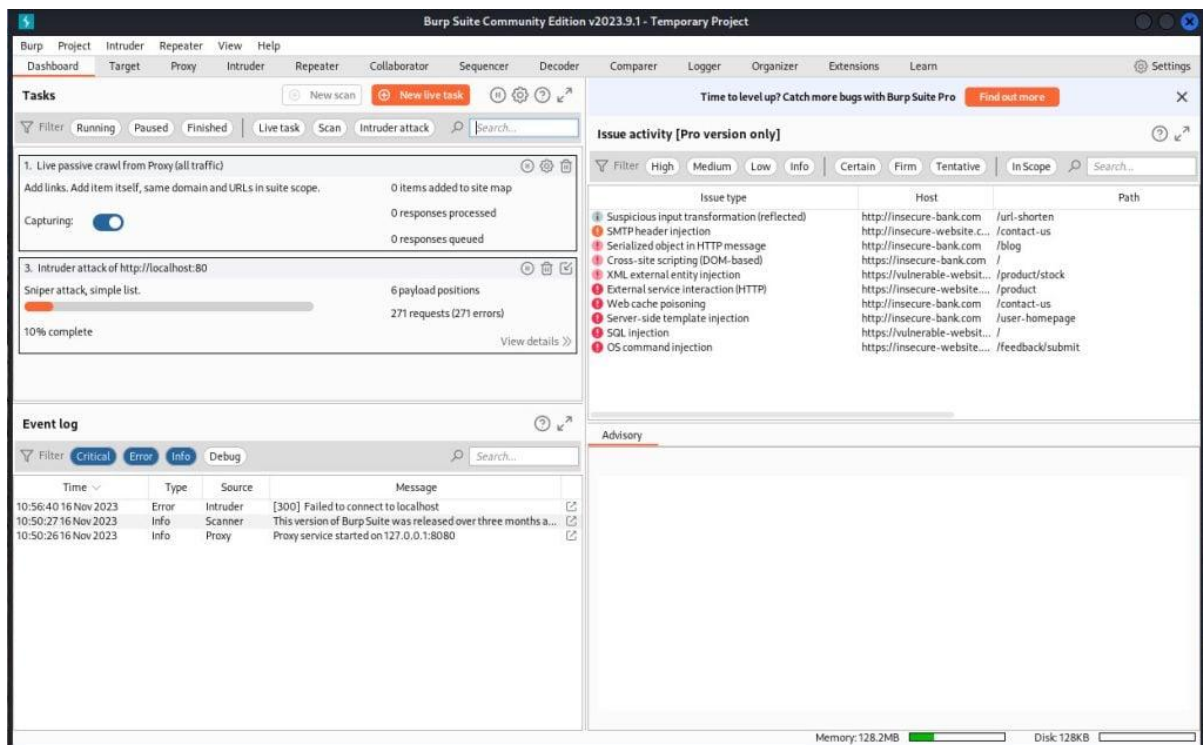 Burp Suite Community Edition v2023.9.1 - Temporary Project
Burp Project Intruder Repeater View Help
Dashboard Target Proxy Intruder Repeater Collaborator Sequencer Decoder Comparer Logger Organizer Extensions Learn Settings
Tasks New scan New live task
Filter Running Paused Finished Live task Scan Intruder attack Search...
1. Live passive crawl from Proxy (all traffic)
Add links. Add item itself, same domain and URLs in suite scope. 0 items added to site map
Capturing: 0 responses processed
0 responses queued
3. Intruder attack of http://localhost:80
Sniper attack, simple list. 6 payload positions
271 requests (271 errors)
10% complete
View details
Event log
Filter Critical Error Info Debug Search...
Time Type Source Message
10:56:40 16 Nov 2023 Error Intruder [300] Failed to connect to localhost
10:50:27 16 Nov 2023 Info Scanner This version of Burp Suite was released over three months a...
10:50:26 16 Nov 2023 Info Proxy Proxy service started on 127.0.0.1:8080
Time to level up? Catch more bugs with Burp Suite Pro Find out more
Issue activity [Pro version only]
Filter High Medium Low Info Certain Firm Tentative In Scope Search...
Issue type Host Path
Suspicious input transformation (reflected) http://insecure-bank.com /url-shorten
SMTP header injection http://insecure-website.c... /contact-us
Serialized object in HTTP message http://insecure-bank.com /blog
Cross-site scripting (DOM-based) https://insecure-bank.com /
XML external entity injection https://vulnerable-websit... /product/stock
External service interaction (HTTP) https://insecure-website.... /product
Web cache poisoning http://insecure-bank.com /contact-us
Server-side template injection http://insecure-bank.com /user-homepage
SQL injection https://vulnerable-websit... /
OS command injection https://insecure-website.... /feedback/submit
Advisory
Memory: 128.2MB Disk: 128KB